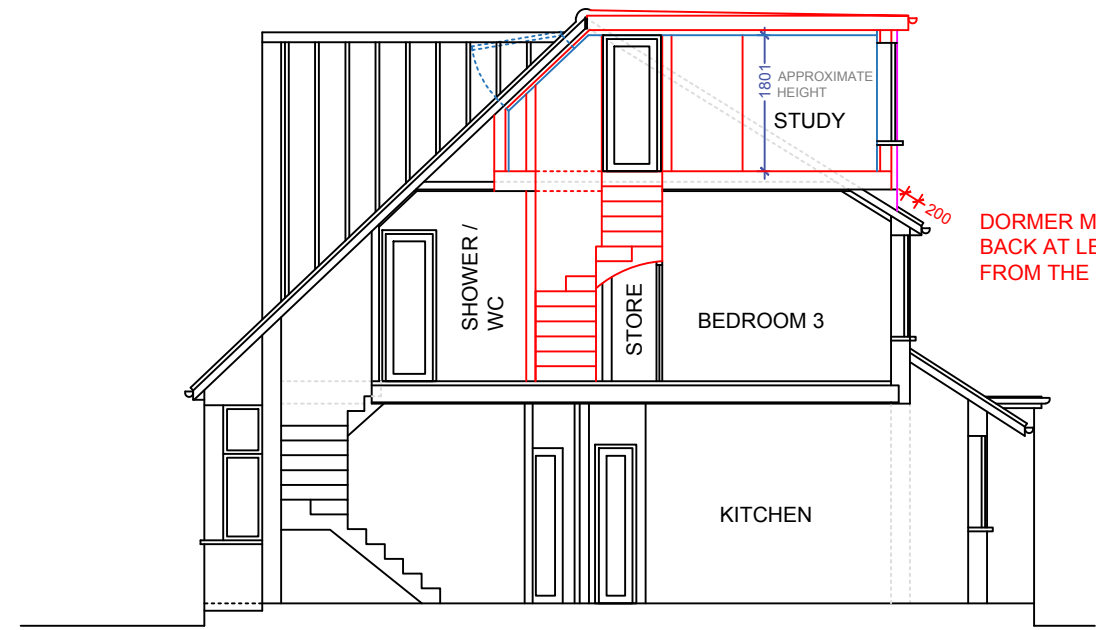 1801
APPROXIMATE
HEIGHT
STUDY
200
DORMER M
BACK AT LE
FROM THE
SHOWER /
WC
STORE
BEDROOM 3
KITCHEN